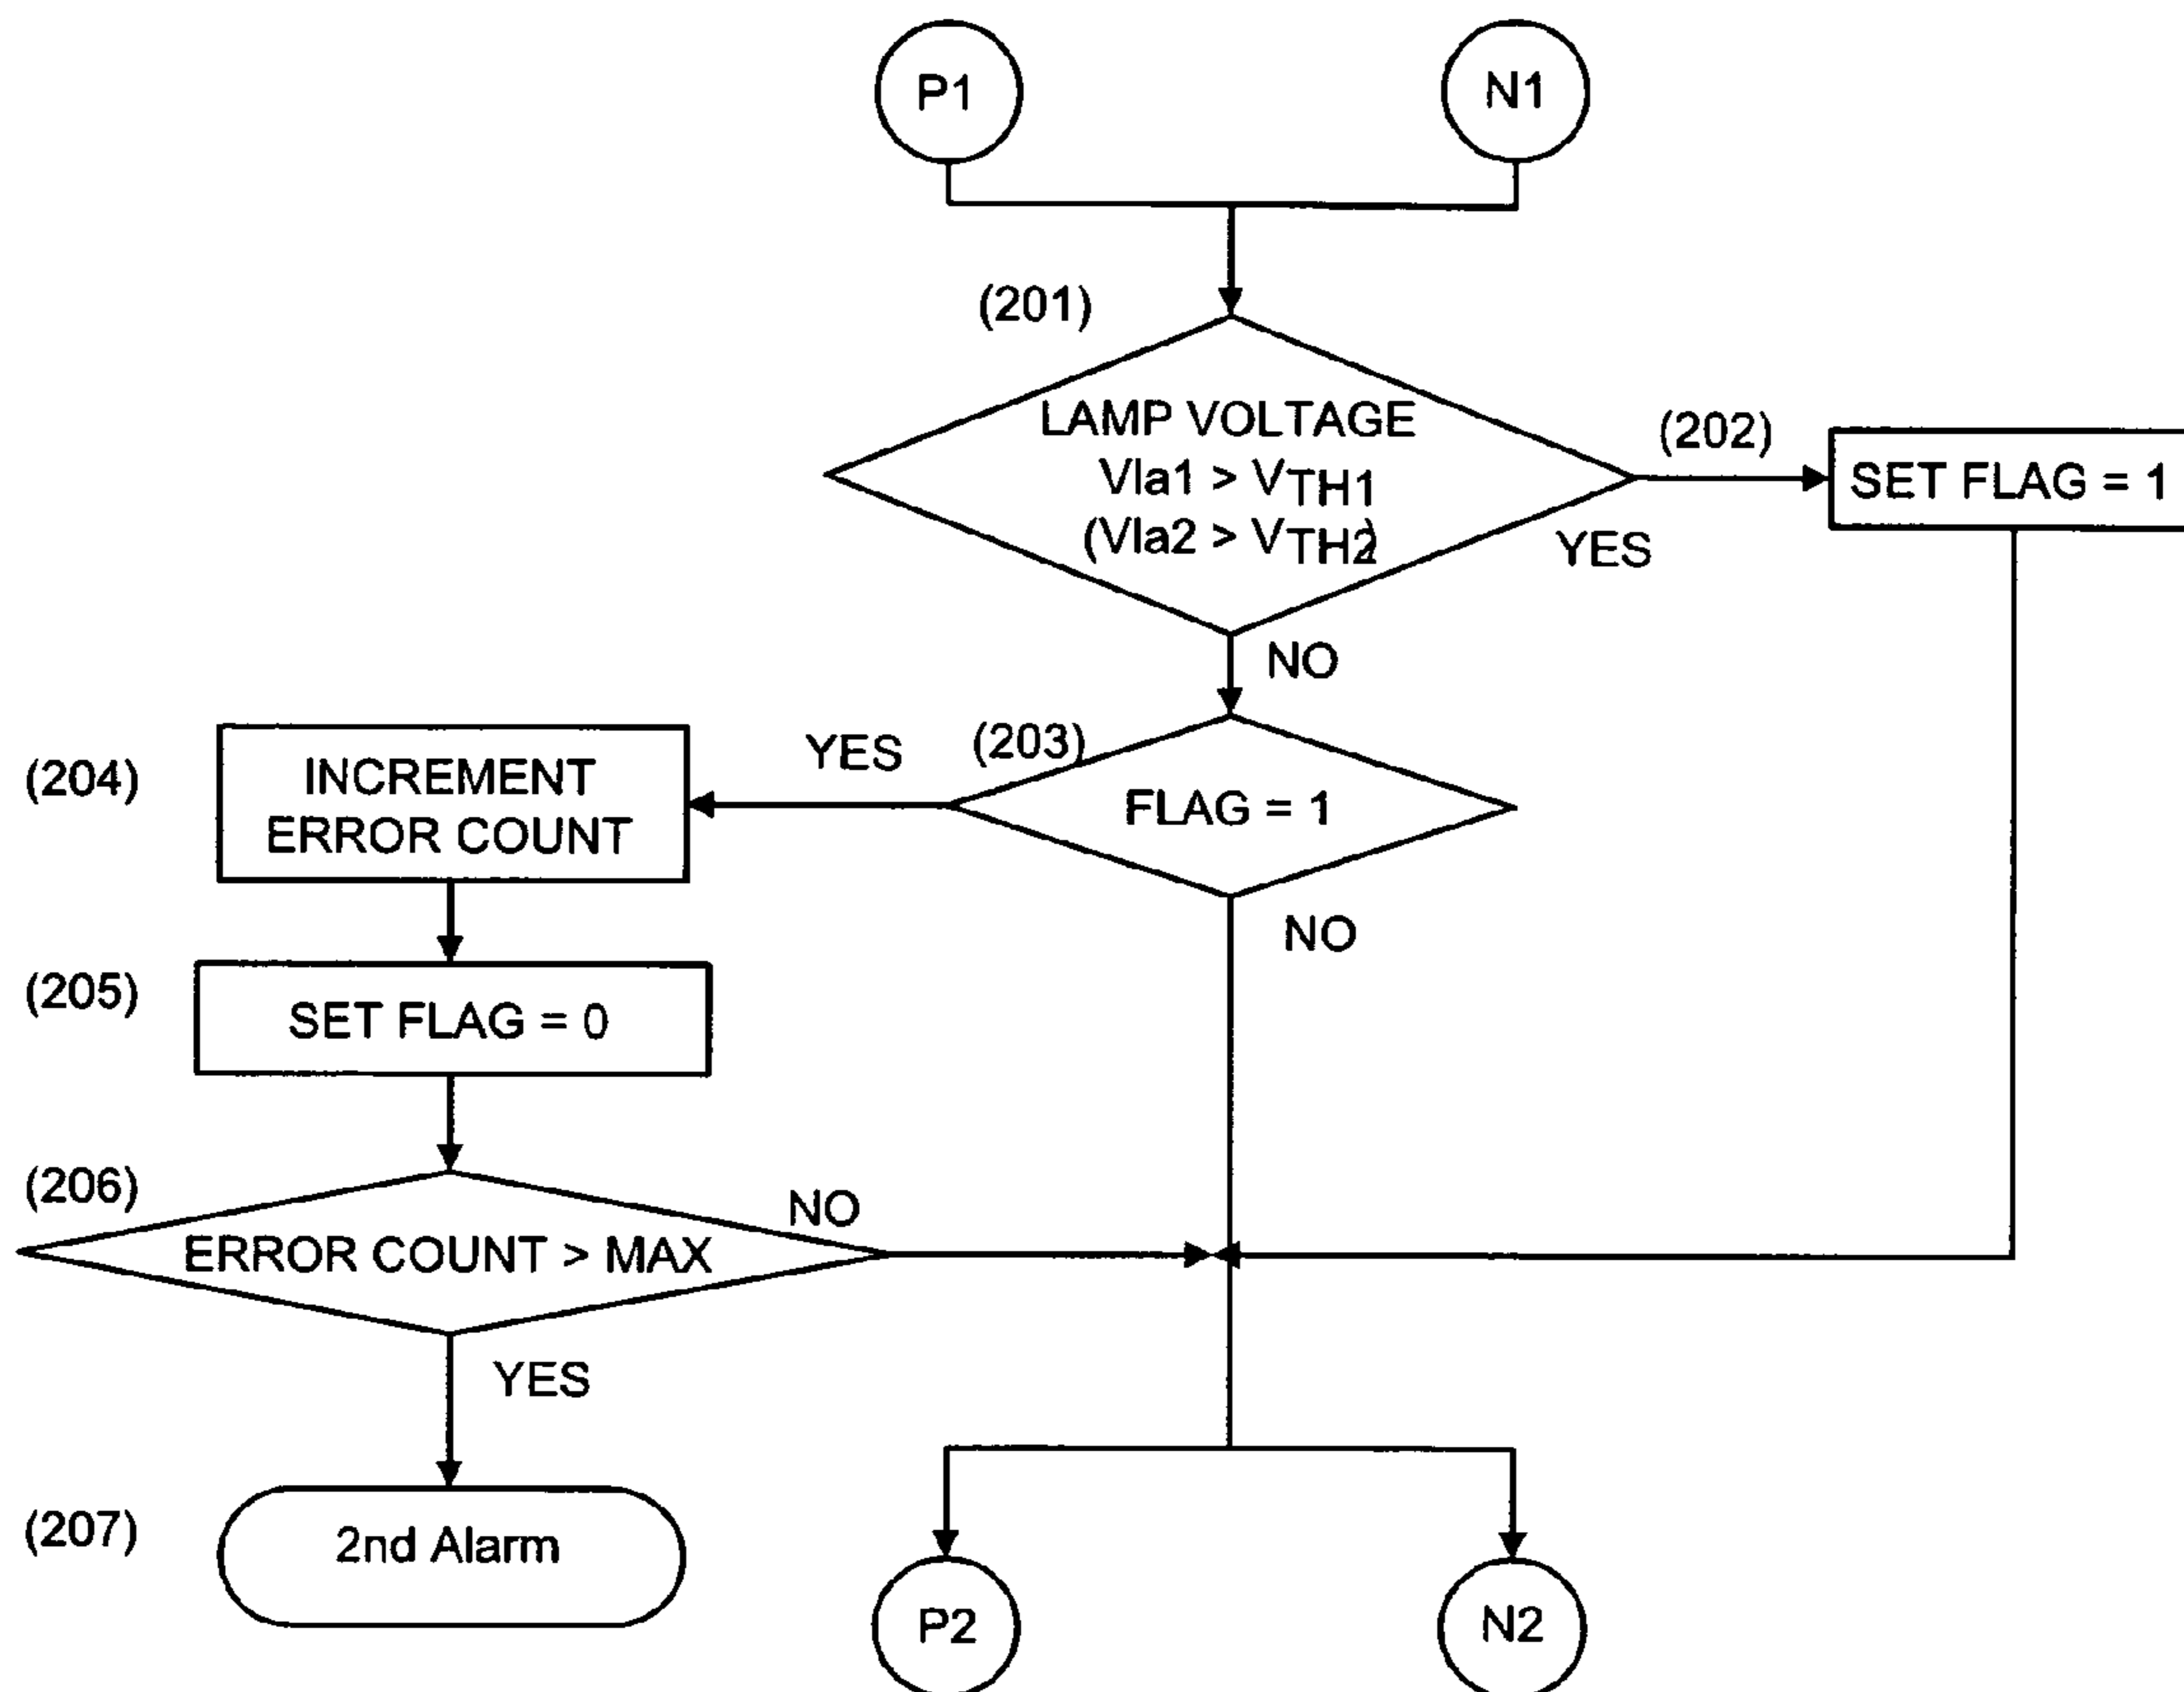 P1
N1
(201)
LAMP VOLTAGE
Vla1 > VTH1
(Vla2 > VTH2)
(202)
SET FLAG = 1
YES
NO
(203)
YES
FLAG = 1
(204)
INCREMENT
ERROR COUNT
NO
(205)
SET FLAG = 0
(206)
NO
ERROR COUNT > MAX
YES
(207)
2nd Alarm
P2
N2